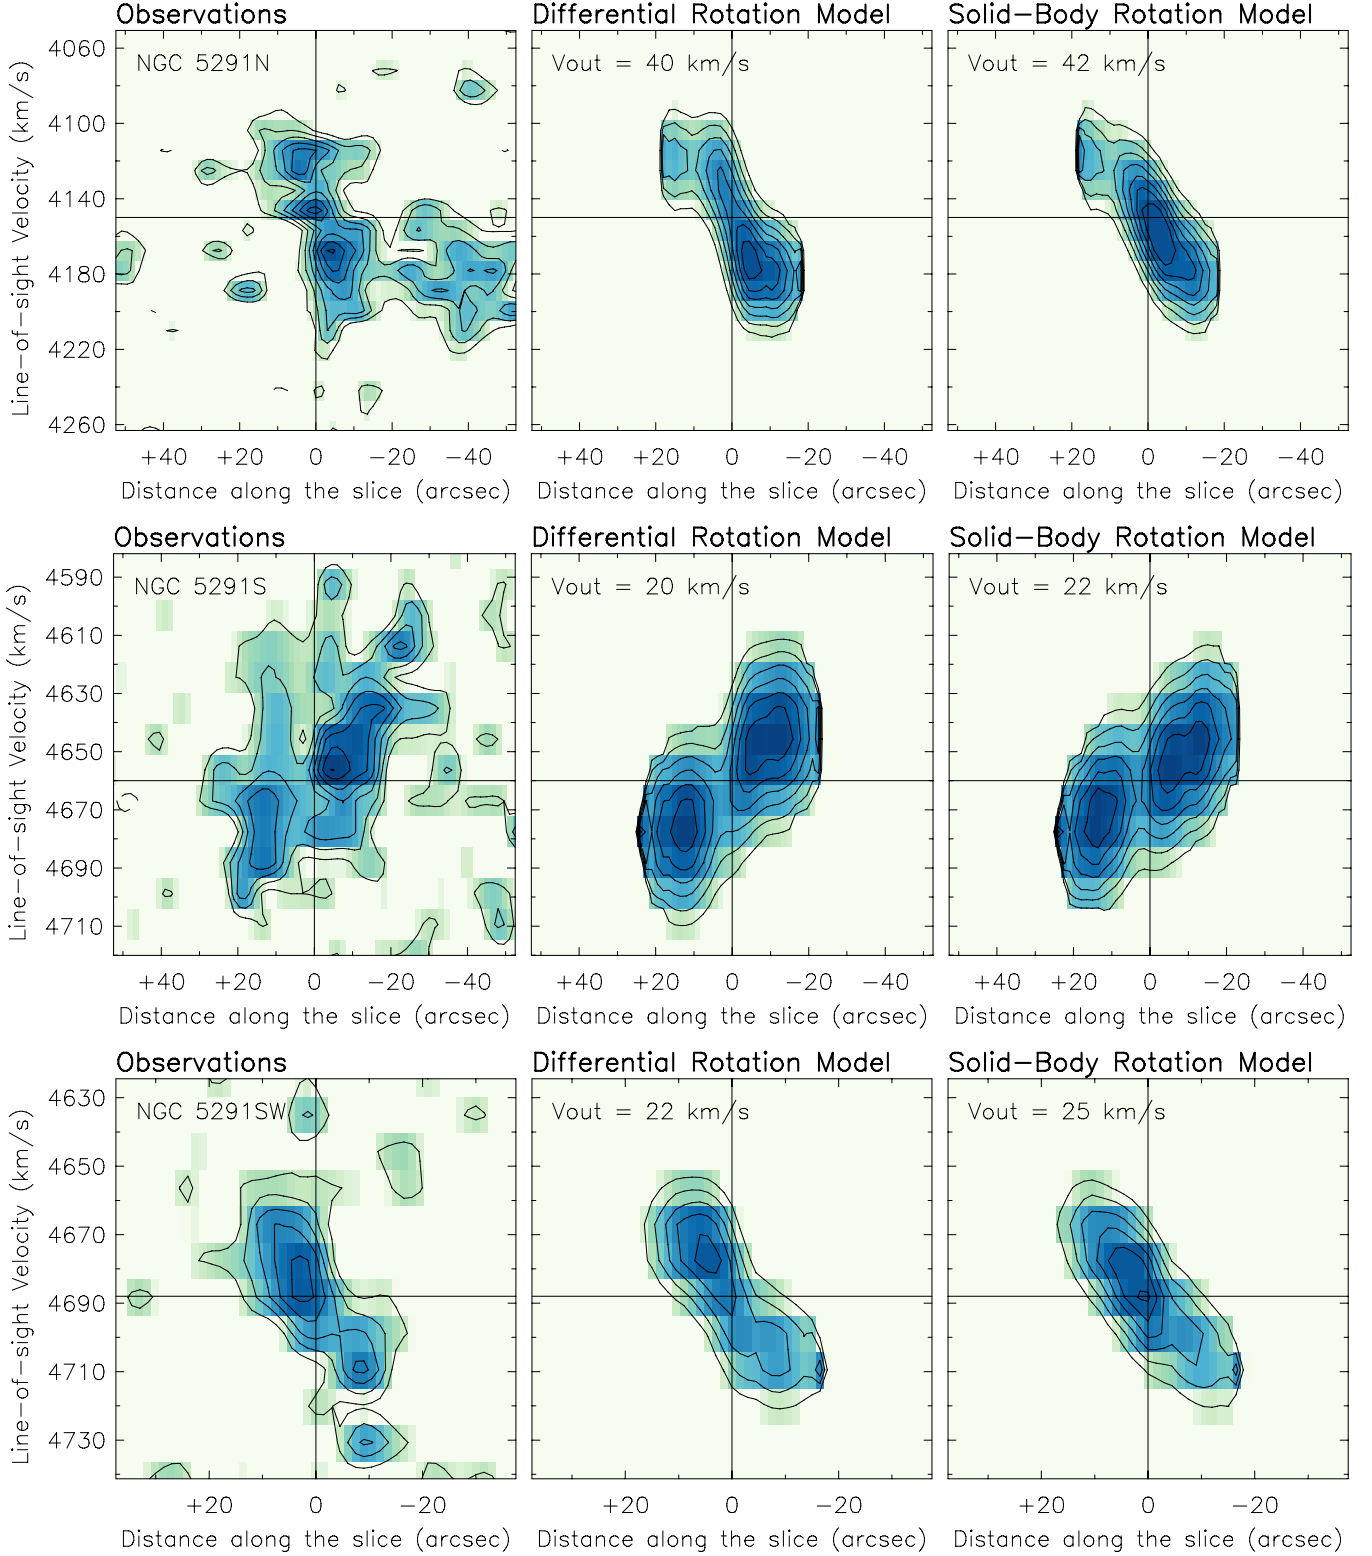 Observations Differential Rotation Model Solid-Body Rotation Model
NGC 5291N Vout = 40 km/s Vout = 42 km/s
4060
4100
4140
4180
4220
4260
Line-of-sight Velocity (km/s)
+40 +20 0 -20 -40 +40 +20 0 -20 -40 +40 +20 0 -20 -40
Distance along the slice (arcsec) Distance along the slice (arcsec) Distance along the slice (arcsec)
Observations Differential Rotation Model Solid-Body Rotation Model
NGC 5291S Vout = 20 km/s Vout = 22 km/s
4590
4610
4630
4650
4670
4690
4710
Line-of-sight Velocity (km/s)
+40 +20 0 -20 -40 +40 +20 0 -20 -40 +40 +20 0 -20 -40
Distance along the slice (arcsec) Distance along the slice (arcsec) Distance along the slice (arcsec)
Observations Differential Rotation Model Solid-Body Rotation Model
NGC 5291SW Vout = 22 km/s Vout = 25 km/s
4630
4650
4670
4690
4710
4730
Line-of-sight Velocity (km/s)
+20 0 -20 +20 0 -20 +20 0 -20
Distance along the slice (arcsec) Distance along the slice (arcsec) Distance along the slice (arcsec)